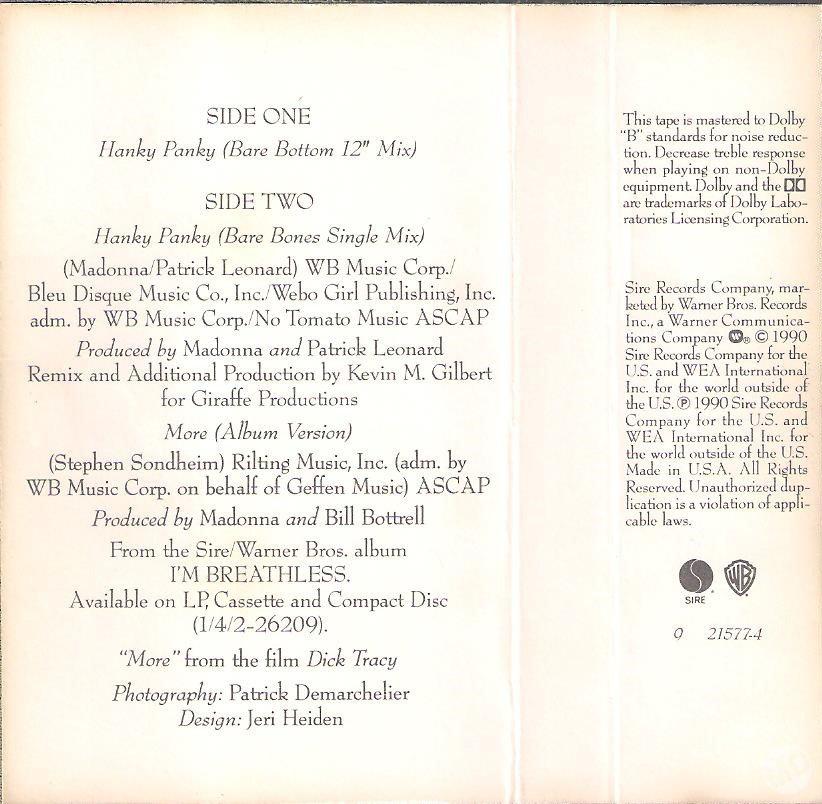 SIDE ONE
Hanky Panky (Bare Bottom 12" Mix)
SIDE TWO
Hanky Panky (Bare Bones Single Mix)
(Madonna/Patrick Leonard) WB Music Corp./
Bleu Disque Music Co., Inc./Webo Girl Publishing, Inc.
adm. by WB Music Corp./No Tomato Music ASCAP
Produced by Madonna and Patrick Leonard
Remix and Additional Production by Kevin M. Gilbert
for Giraffe Productions
More (Album Version)
(Stephen Sondheim) Rilting Music, Inc. (adm. by
WB Music Corp. on behalf of Geffen Music) ASCAP
Produced by Madonna and Bill Bottrell
From the Sire/Warner Bros. album
I'M BREATHLESS.
Available on LP, Cassette and Compact Disc
(1/4/2-26209).
"More" from the film Dick Tracy
Photography: Patrick Demarchelier
Design: Jeri Heiden
This tape is mastered to Dolby
"B" standards for noise reduc-
tion. Decrease treble response
when playing on non-Dolby
equipment. Dolby and the
are trademarks of Dolby Labo-
ratories Licensing Corporation.
Sire Records Company, mar-
keted by Warner Bros. Records
Inc., a Warner Communica-
tions Company ® © 1990
Sire Records Company for the
U.S. and WEA International
Inc. for the world outside of
the U.S. ℗ 1990 Sire Records
Company for the U.S. and
WEA International Inc. for
the world outside of the U.S.
Made in U.S.A. All Rights
Reserved. Unauthorized dup-
lication is a violation of appli-
cable laws.
SIRE
WB
0 21577-4